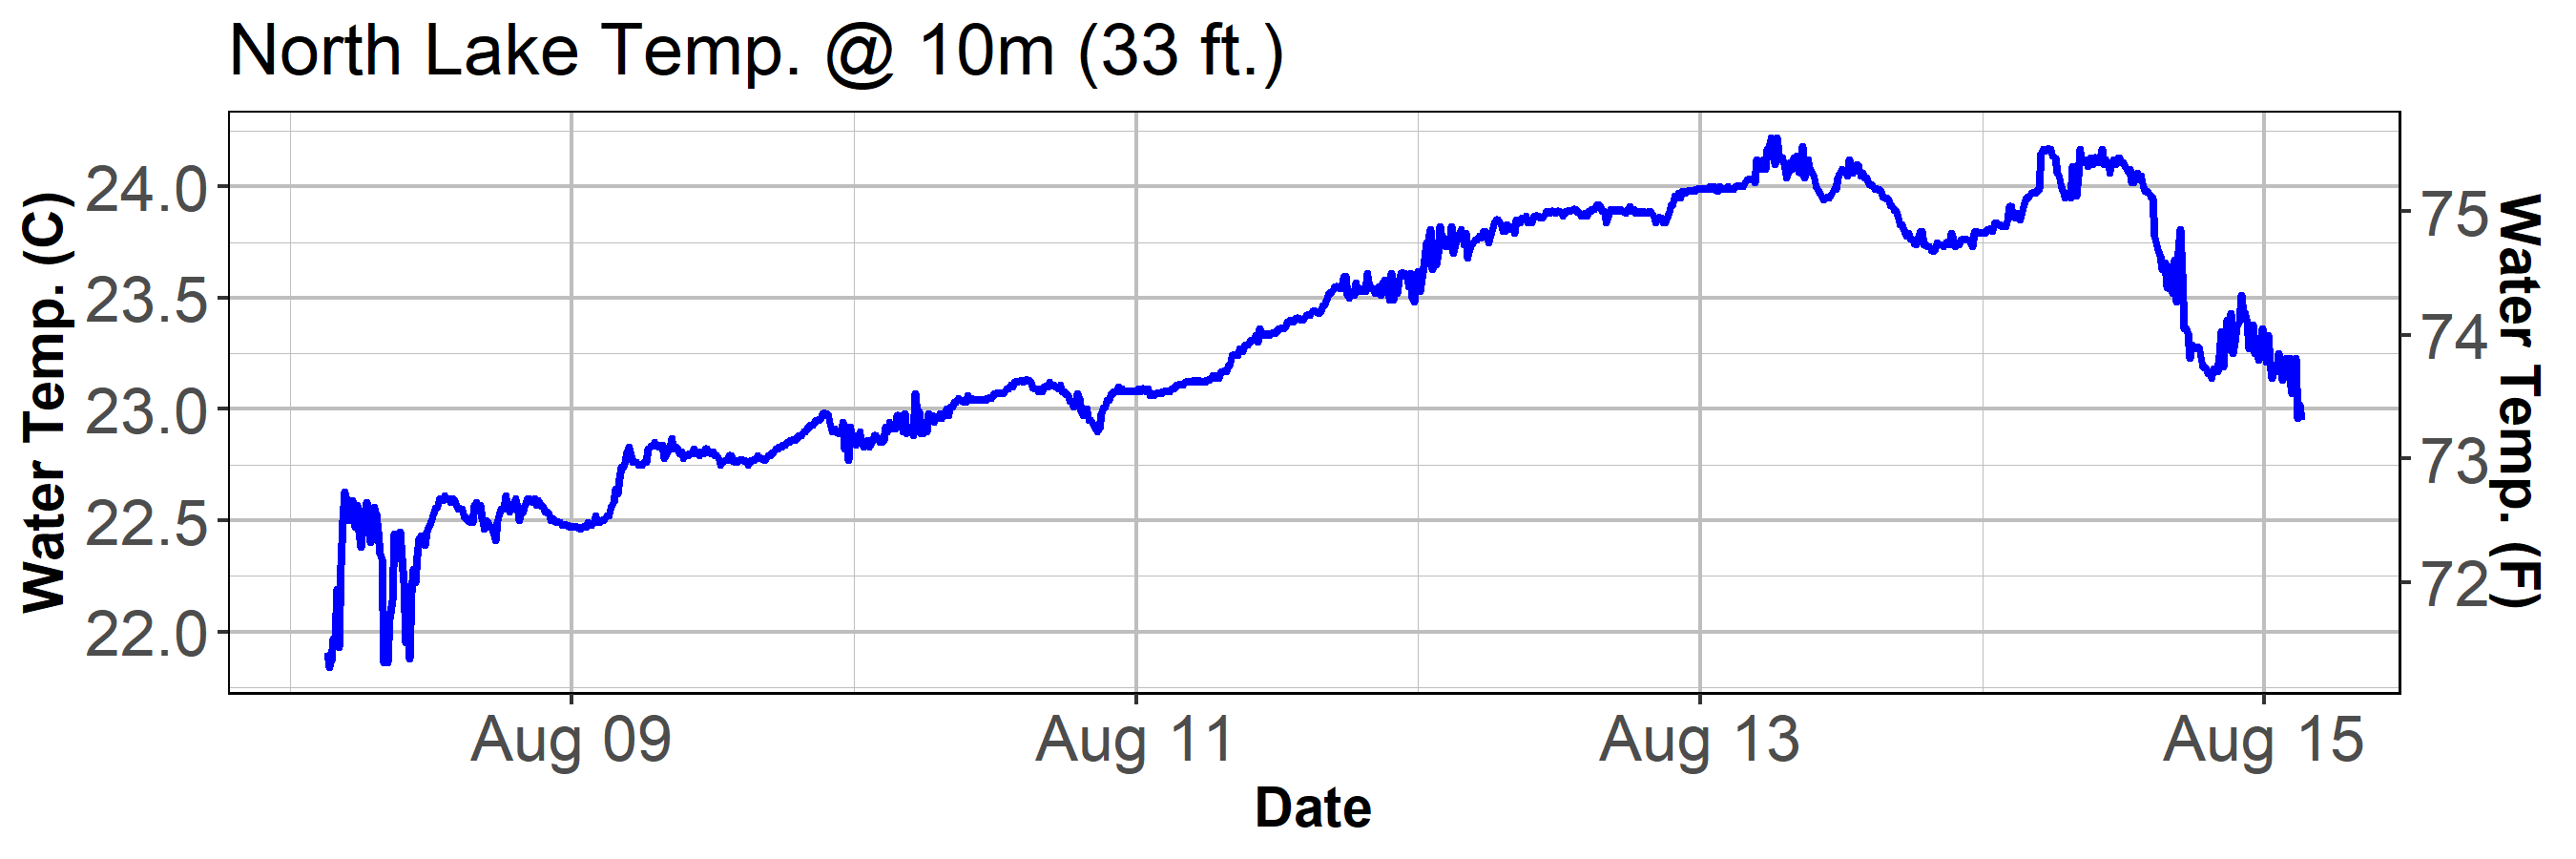 North Lake Temp. @ 10m (33 ft.)
Water Temp. (C)
24.0
23.5
23.0
22.5
22.0
75
74
73
72
Water Temp. (F)
Aug 09 Aug 11 Aug 13 Aug 15
Date